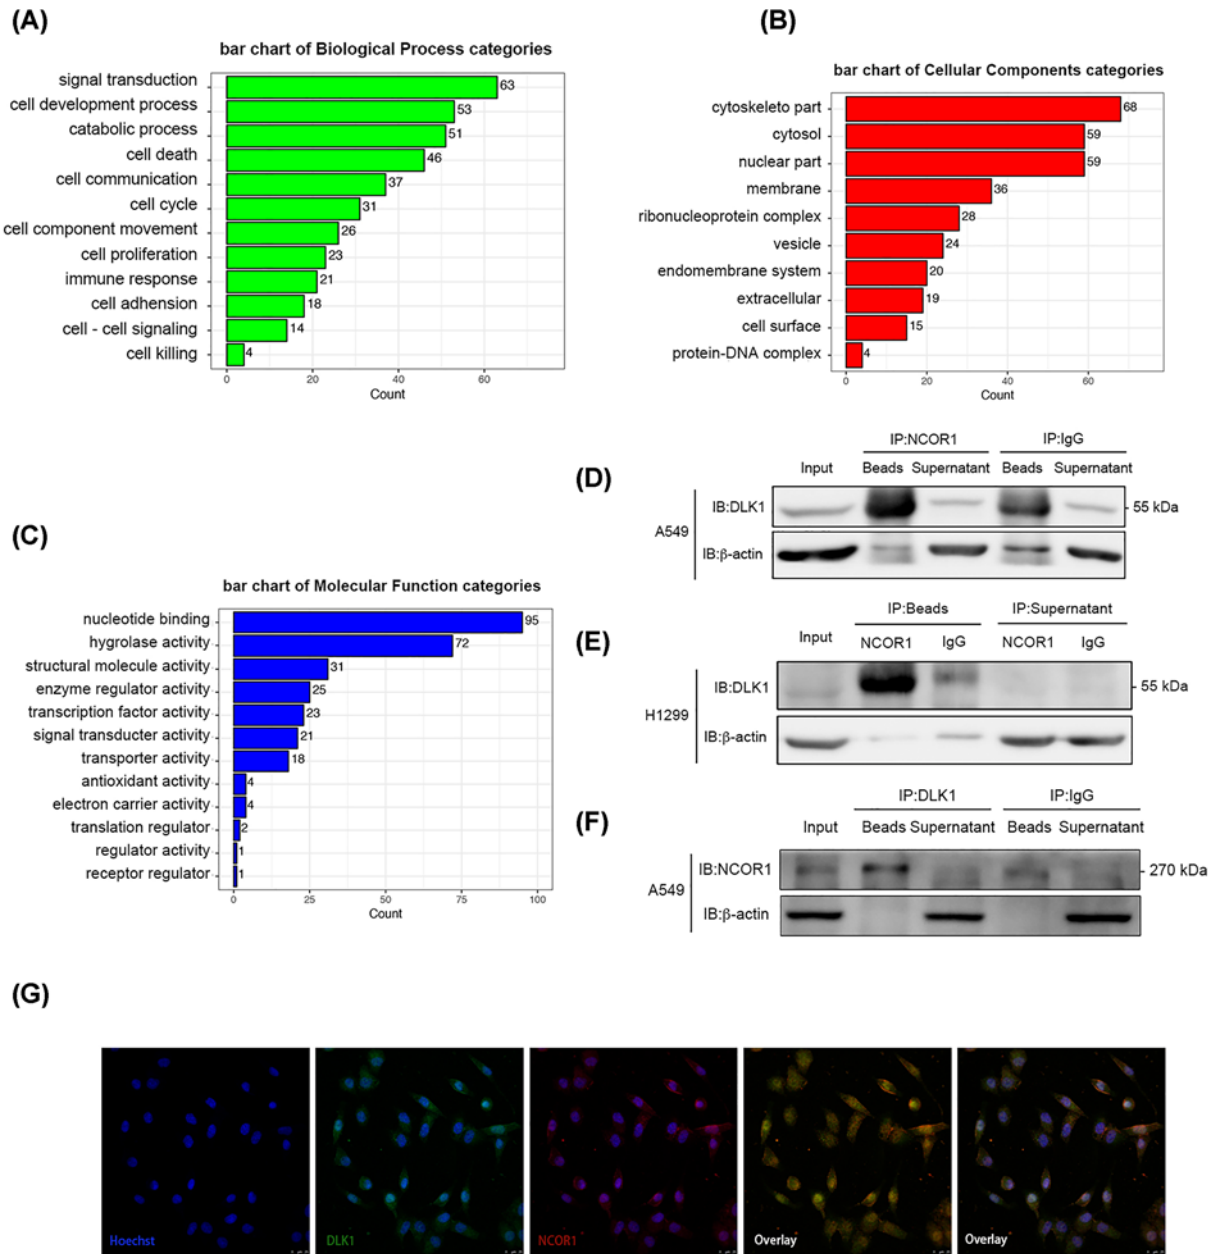 (A)
bar chart of Biological Process categories
signal transduction 63
cell development process 53
catabolic process 51
cell death 46
cell communication 37
cell cycle 31
cell component movement 26
cell proliferation 23
immune response 21
cell adhension 18
cell - cell signaling 14
cell killing 4
0 20 40 60
Count
(B)
bar chart of Cellular Components categories
cytoskeleto part 68
cytosol 59
nuclear part 59
membrane 36
ribonucleoprotein complex 28
vesicle 24
endomembrane system 20
extracellular 19
cell surface 15
protein-DNA complex 4
0 20 40 60
Count
(C)
bar chart of Molecular Function categories
nucleotide binding 95
hygrolase activity 72
structural molecule activity 31
enzyme regulator activity 25
transcription factor activity 23
signal transducter activity 21
transporter activity 18
antioxidant activity 4
electron carrier activity 4
translation regulator 2
regulator activity 1
receptor regulator 1
0 25 50 75 100
Count
(D)
IP:NCOR1 IP:IgG
Input Beads Supernatant Beads Supernatant
A549
IB:DLK1 - 55 kDa
IB:β-actin
(E)
IP:Beads IP:Supernatant
Input NCOR1 IgG NCOR1 IgG
H1299
IB:DLK1 - 55 kDa
IB:β-actin
(F)
IP:DLK1 IP:IgG
Input Beads Supernatant Beads Supernatant
A549
IB:NCOR1 - 270 kDa
IB:β-actin
(G)
Hoechst DLK1 NCOR1 Overlay Overlay